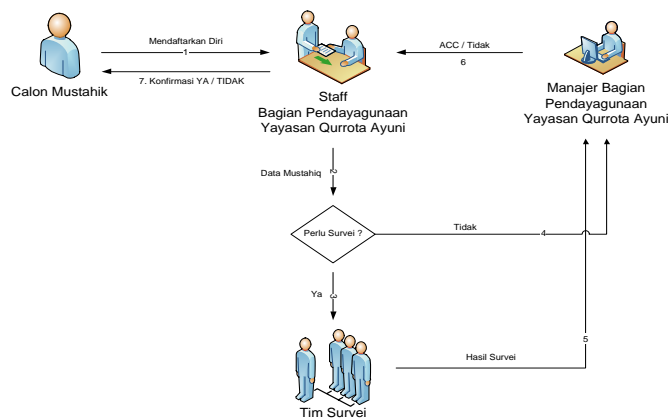 Mendaftarkan Diri
1
7. Konfirmasi YA / TIDAK
Calon Mustahik
Staff
Bagian Pendayagunaan
Yayasan Qurrota Ayuni
ACC / Tidak
6
Manajer Bagian
Pendayagunaan
Yayasan Qurrota Ayuni
Data Mustahiq
2
Perlu Survei ?
Tidak
4
Ya
3
Hasil Survei
5
Tim Survei